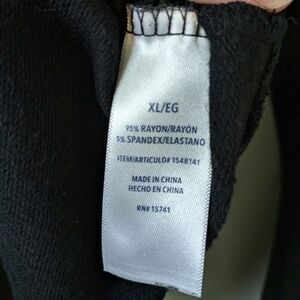 XL/EG
95% RAYON/RAYÓN
5% SPANDEX/ELASTANO
ITEM/ARTICULO# 1548141
MADE IN CHINA
HECHO EN CHINA
RN# 15741